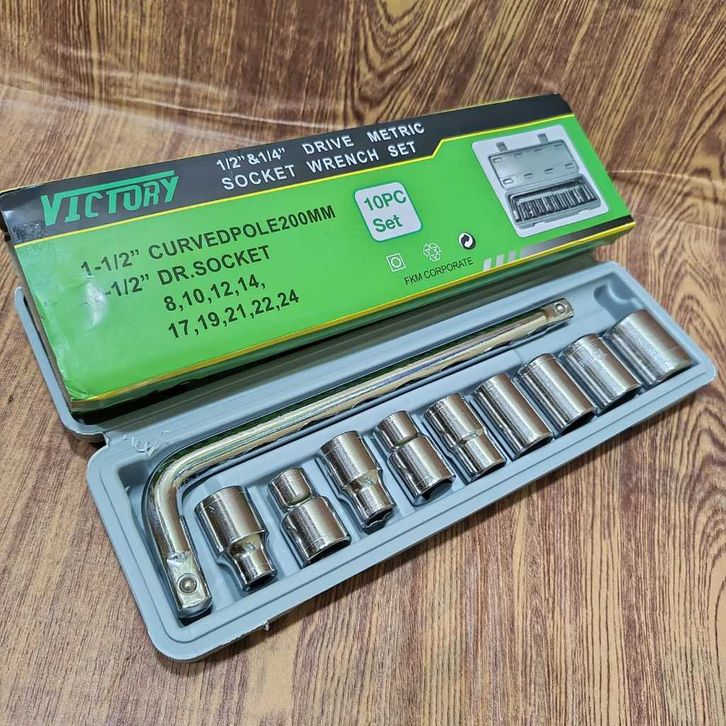 VICTORY
1/2"&1/4" DRIVE METRIC
SOCKET WRENCH SET
10PC
Set
1-1/2" CURVEDPOLE200MM
-1/2" DR.SOCKET
8,10,12,14,
17,19,21,22,24
FKM CORPORATE